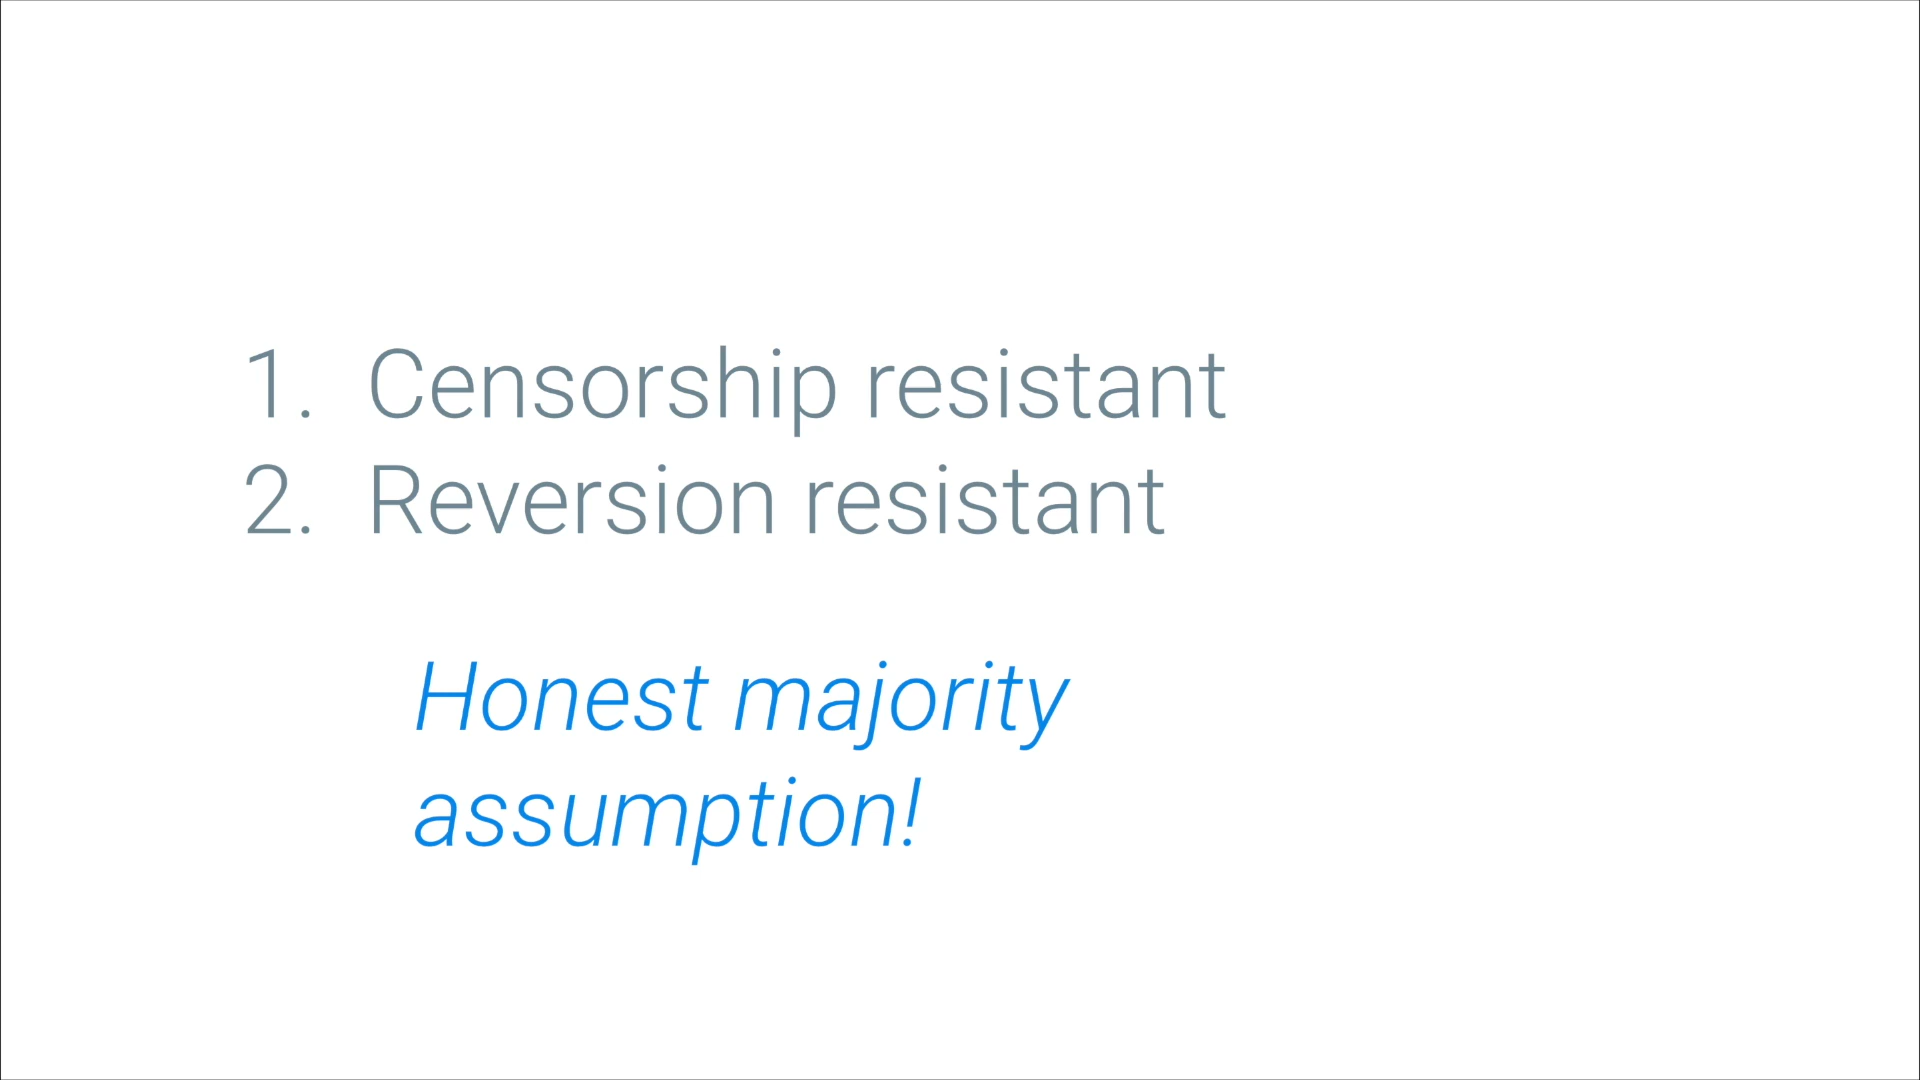 1. Censorship resistant
2. Reversion resistant
Honest majority
assumption!